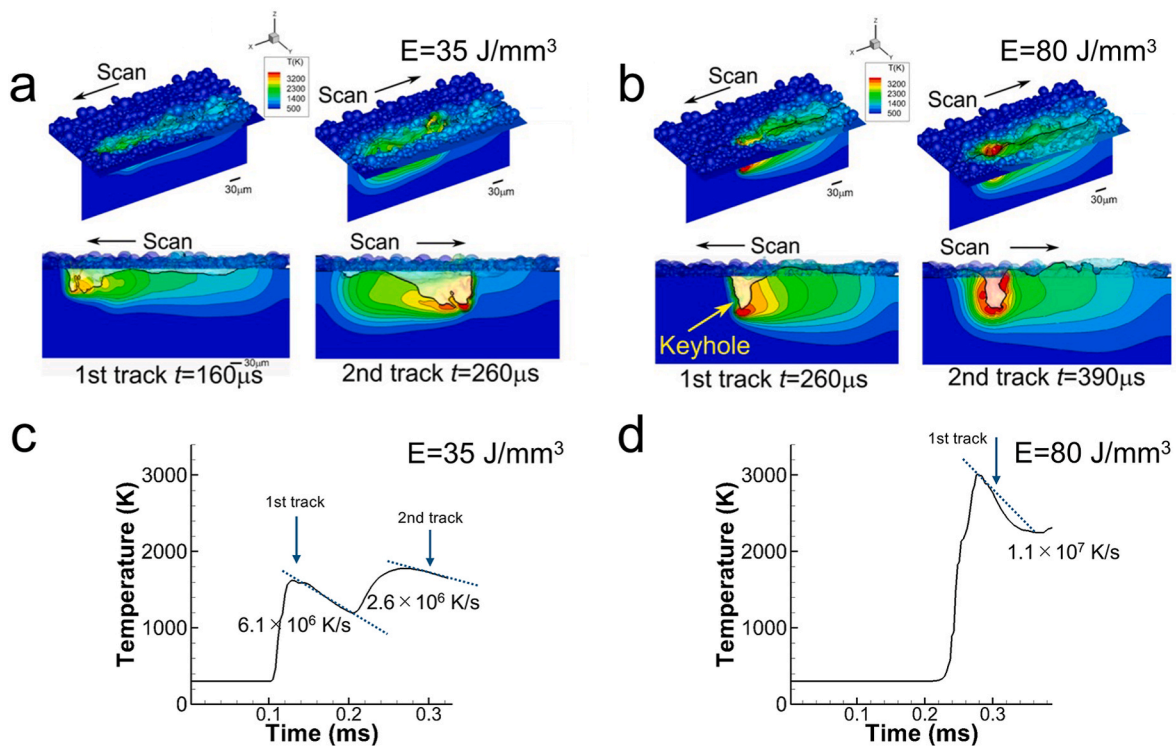 a
Scan
Z
X
Y
T(K)
3200
2300
1400
500
E=35 J/mm³
Scan
30μm
30μm
Scan
Scan
30μm
1st track t=160μs
2nd track t=260μs
b
Scan
Z
X
Y
T(K)
3200
2300
1400
500
E=80 J/mm³
Scan
30μm
30μm
Scan
Scan
Keyhole
1st track t=260μs
2nd track t=390μs
c
E=35 J/mm³
Temperature (K)
3000
2000
1000
0
1st track
2nd track
6.1×10⁶ K/s
2.6×10⁶ K/s
0.1
0.2
0.3
Time (ms)
d
E=80 J/mm³
Temperature (K)
3000
2000
1000
0
1st track
1.1×10⁷ K/s
0.1
0.2
0.3
Time (ms)